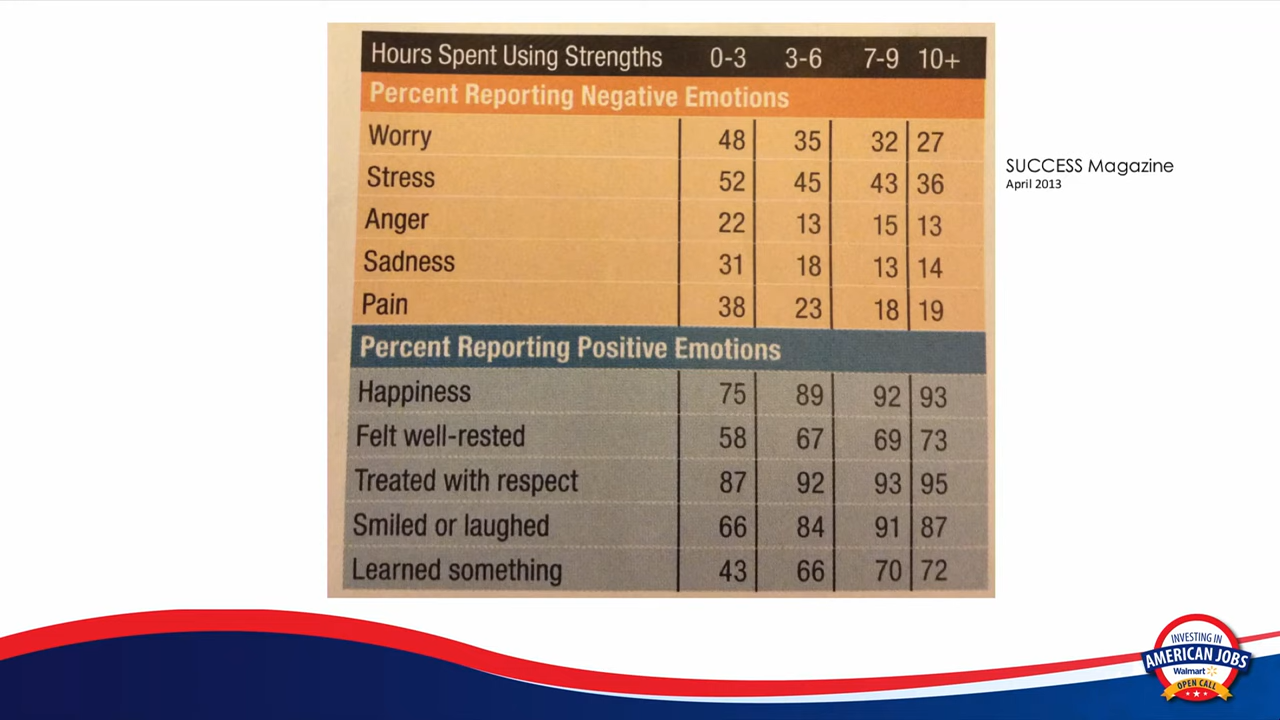 Hours Spent Using Strengths 0-3 3-6 7-9 10+
Percent Reporting Negative Emotions
Worry 48 35 32 27
Stress 52 45 43 36
Anger 22 13 15 13
Sadness 31 18 13 14
Pain 38 23 18 19
Percent Reporting Positive Emotions
Happiness 75 89 92 93
Felt well-rested 58 67 69 73
Treated with respect 87 92 93 95
Smiled or laughed 66 84 91 87
Learned something 43 66 70 72
SUCCESS Magazine
April 2013
INVESTING IN
AMERICAN JOBS
Walmart
OPEN CALL